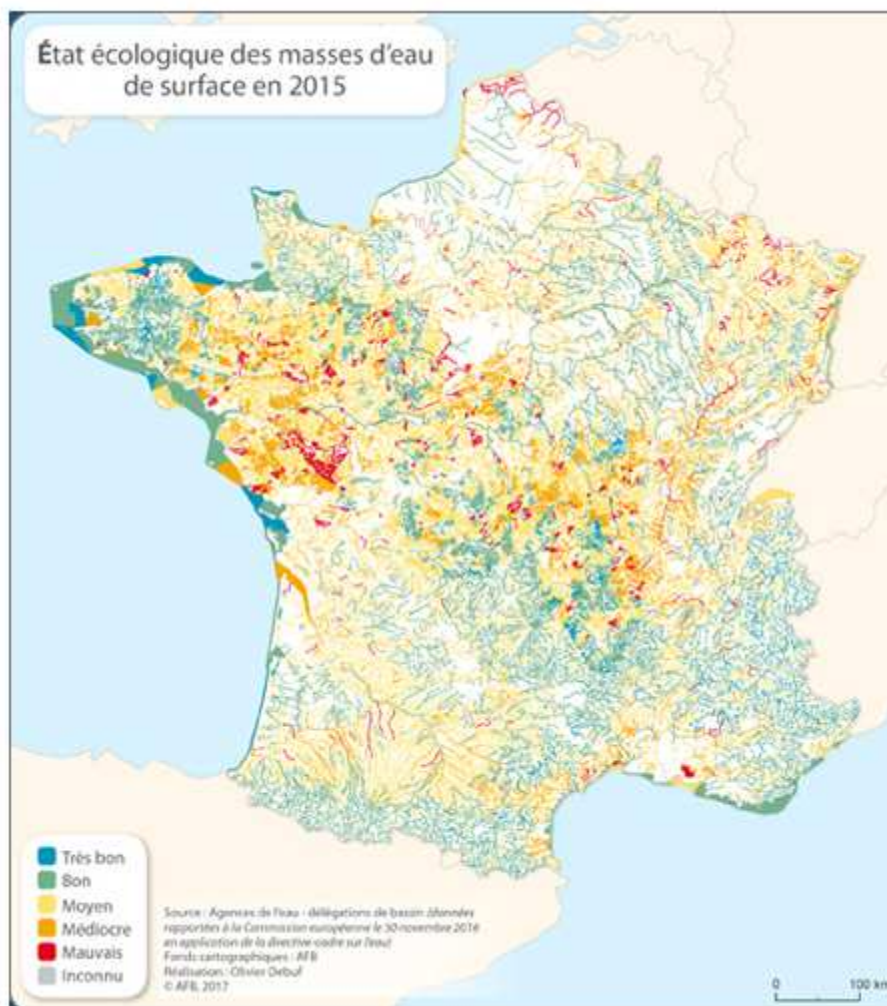 État écologique des masses d'eau
de surface en 2015
Très bon
Bon
Moyen
Médiocre
Mauvais
Inconnu
Source : Agences de l'eau - délégations de bassin (données
rapportées à la Commission européenne le 30 novembre 2016
en application de la directive-cadre sur l'eau)
Fonds cartographiques : AFB
Réalisation : Olivier Debuf
© AFB, 2017
0 100 km